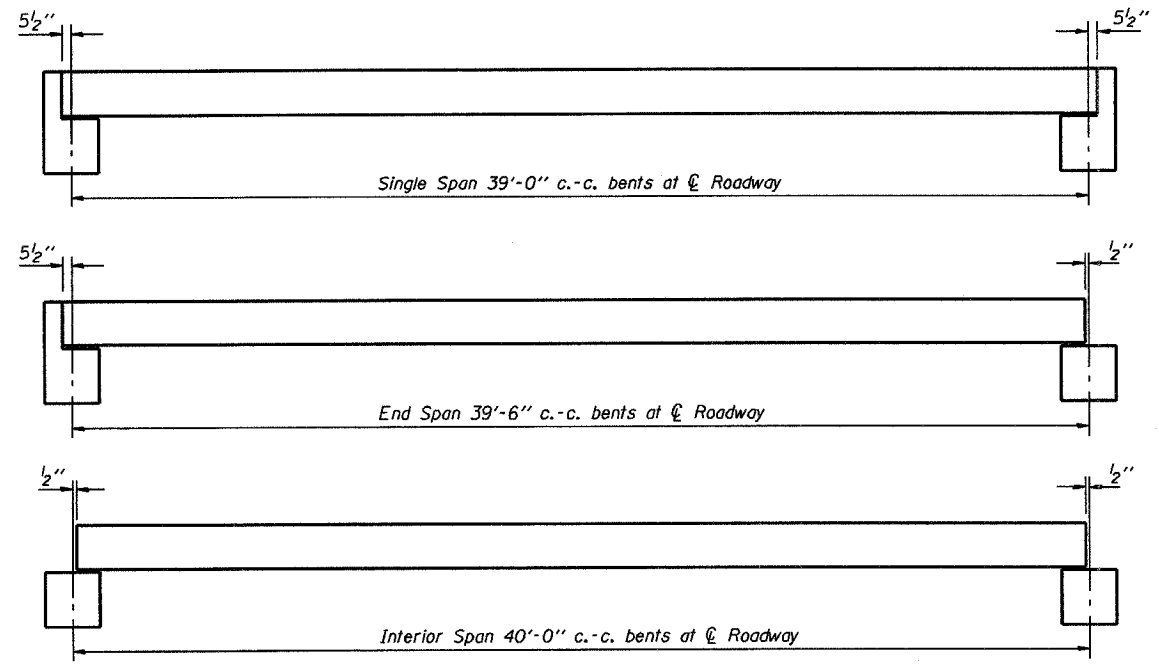 5½" 5½"
Single Span 39'-0" c.-c. bents at ℄ Roadway
5½" ½"
End Span 39'-6" c.-c. bents at ℄ Roadway
½" ½"
Interior Span 40'-0" c.-c. bents at ℄ Roadway